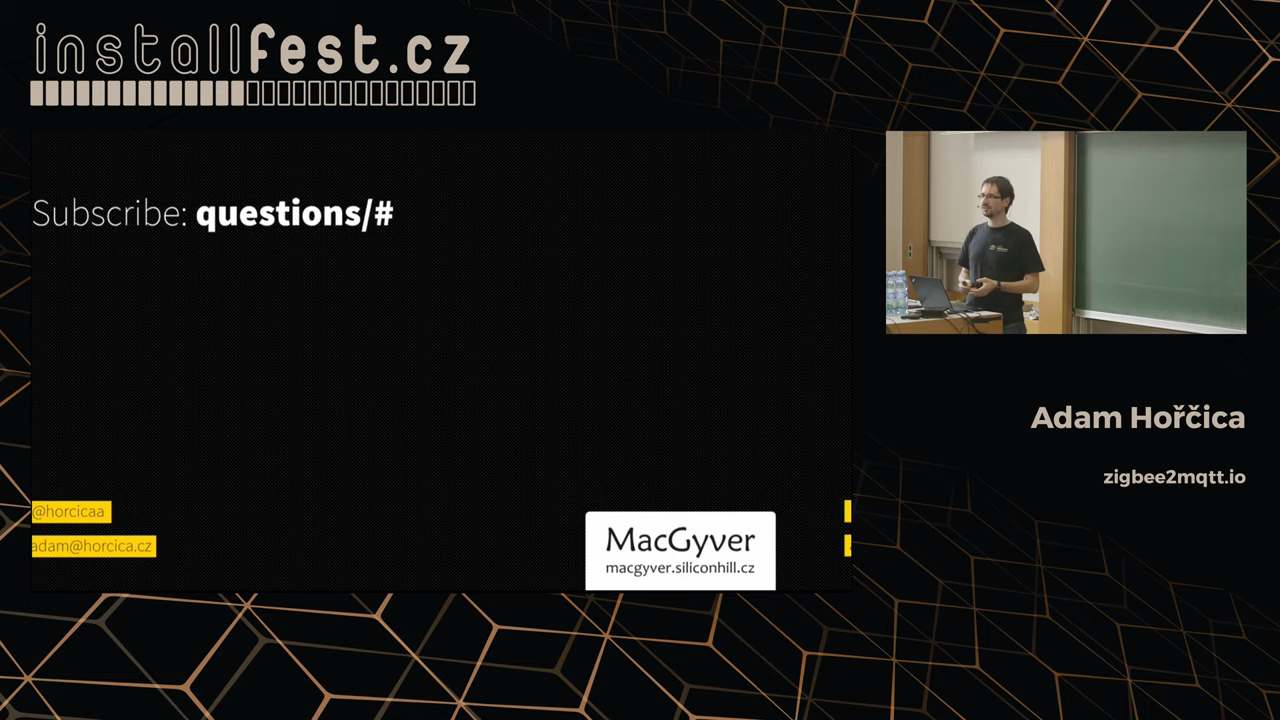 installfest.cz
Subscribe: questions/#
@horcicaa
adam@horcica.cz
MacGyver
macgyver.siliconhill.cz
Adam Hořčica
zigbee2mqtt.io